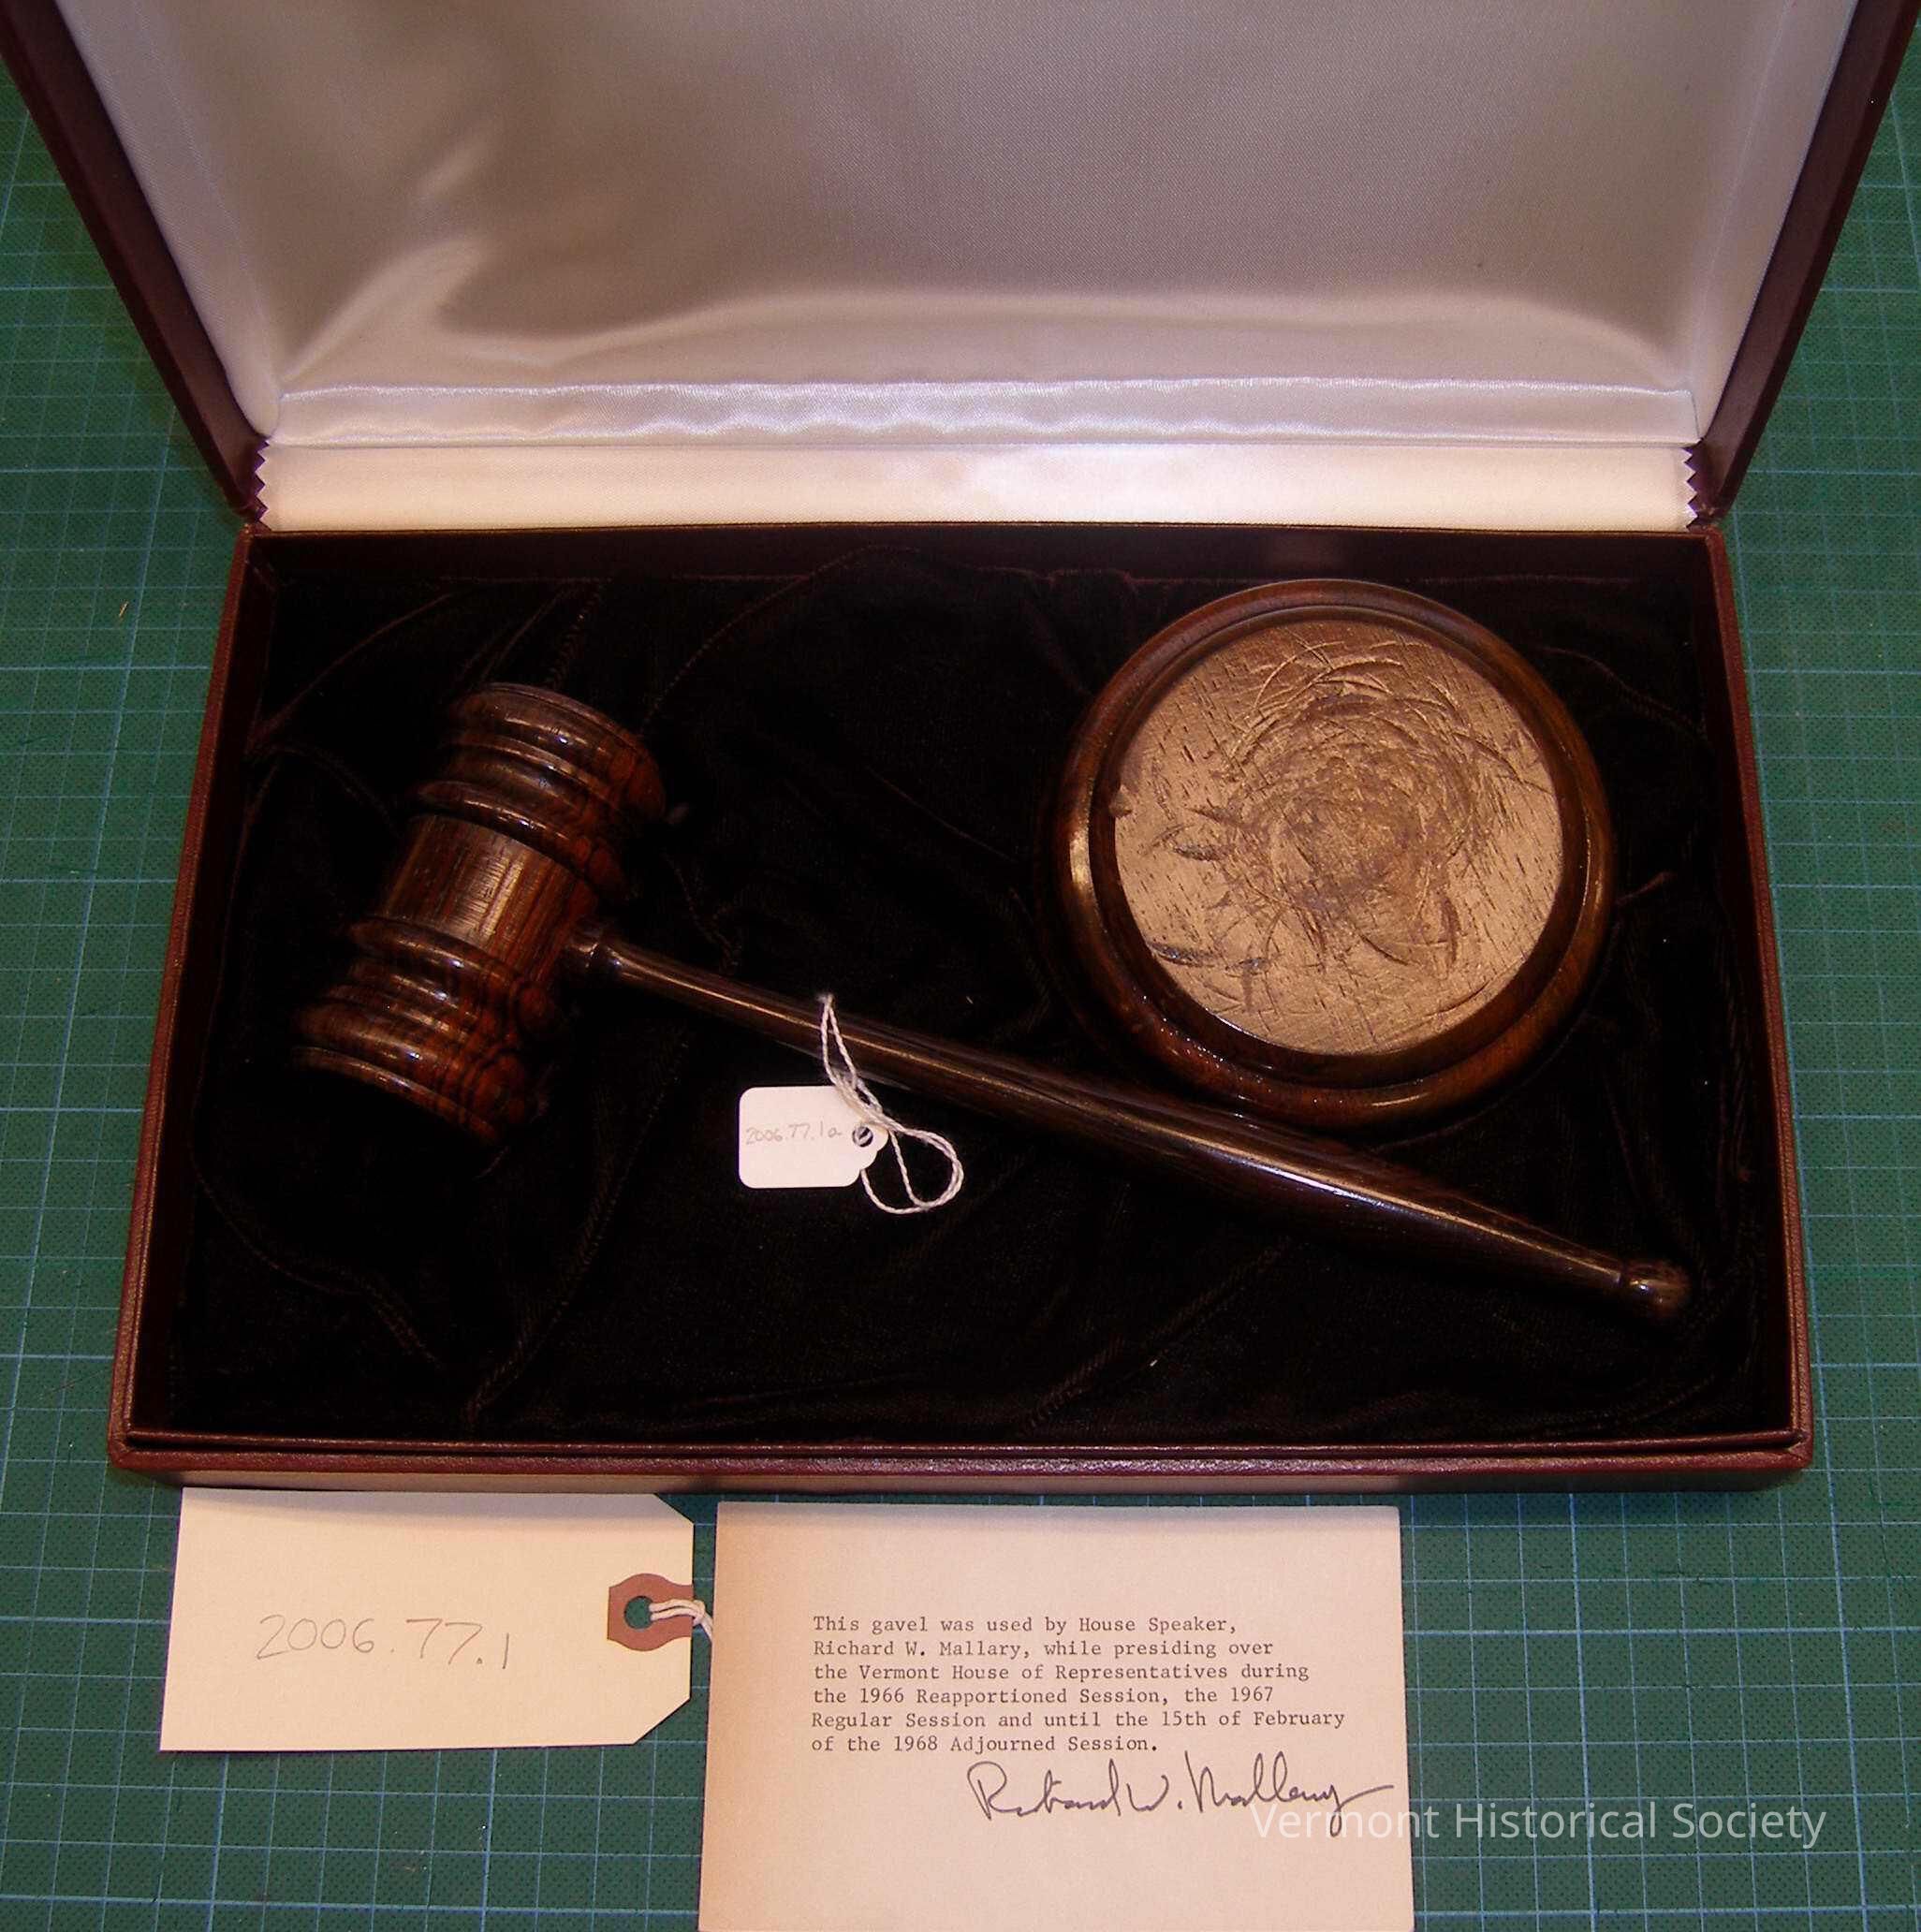 2006.77.1a
2006.77.1
This gavel was used by House Speaker,
Richard W. Mallary, while presiding over
the Vermont House of Representatives during
the 1966 Reapportioned Session, the 1967
Regular Session and until the 15th of February
of the 1968 Adjourned Session.
Richard W. Mallary
Vermont Historical Society